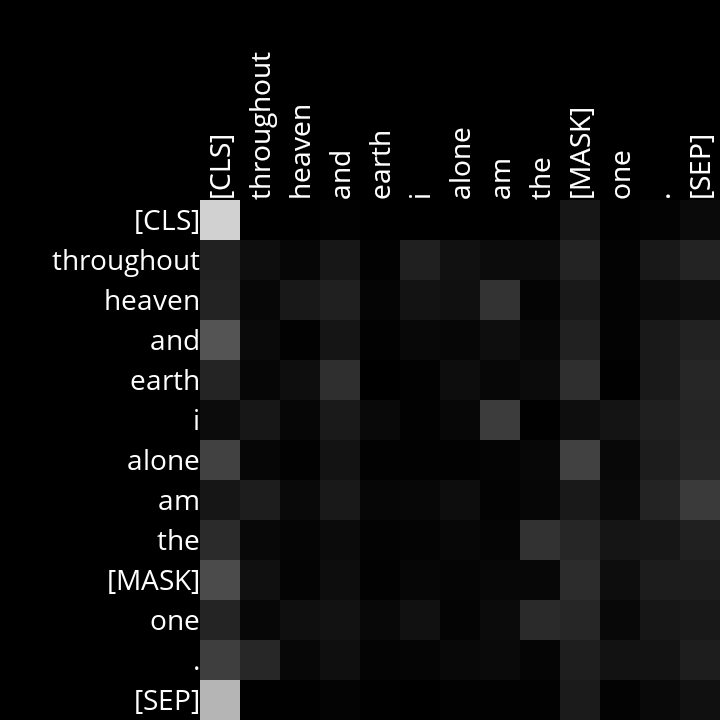 [CLS] throughout heaven and earth i alone am the [MASK] one . [SEP]
[CLS]
throughout
heaven
and
earth
i
alone
am
the
[MASK]
one
.
[SEP]